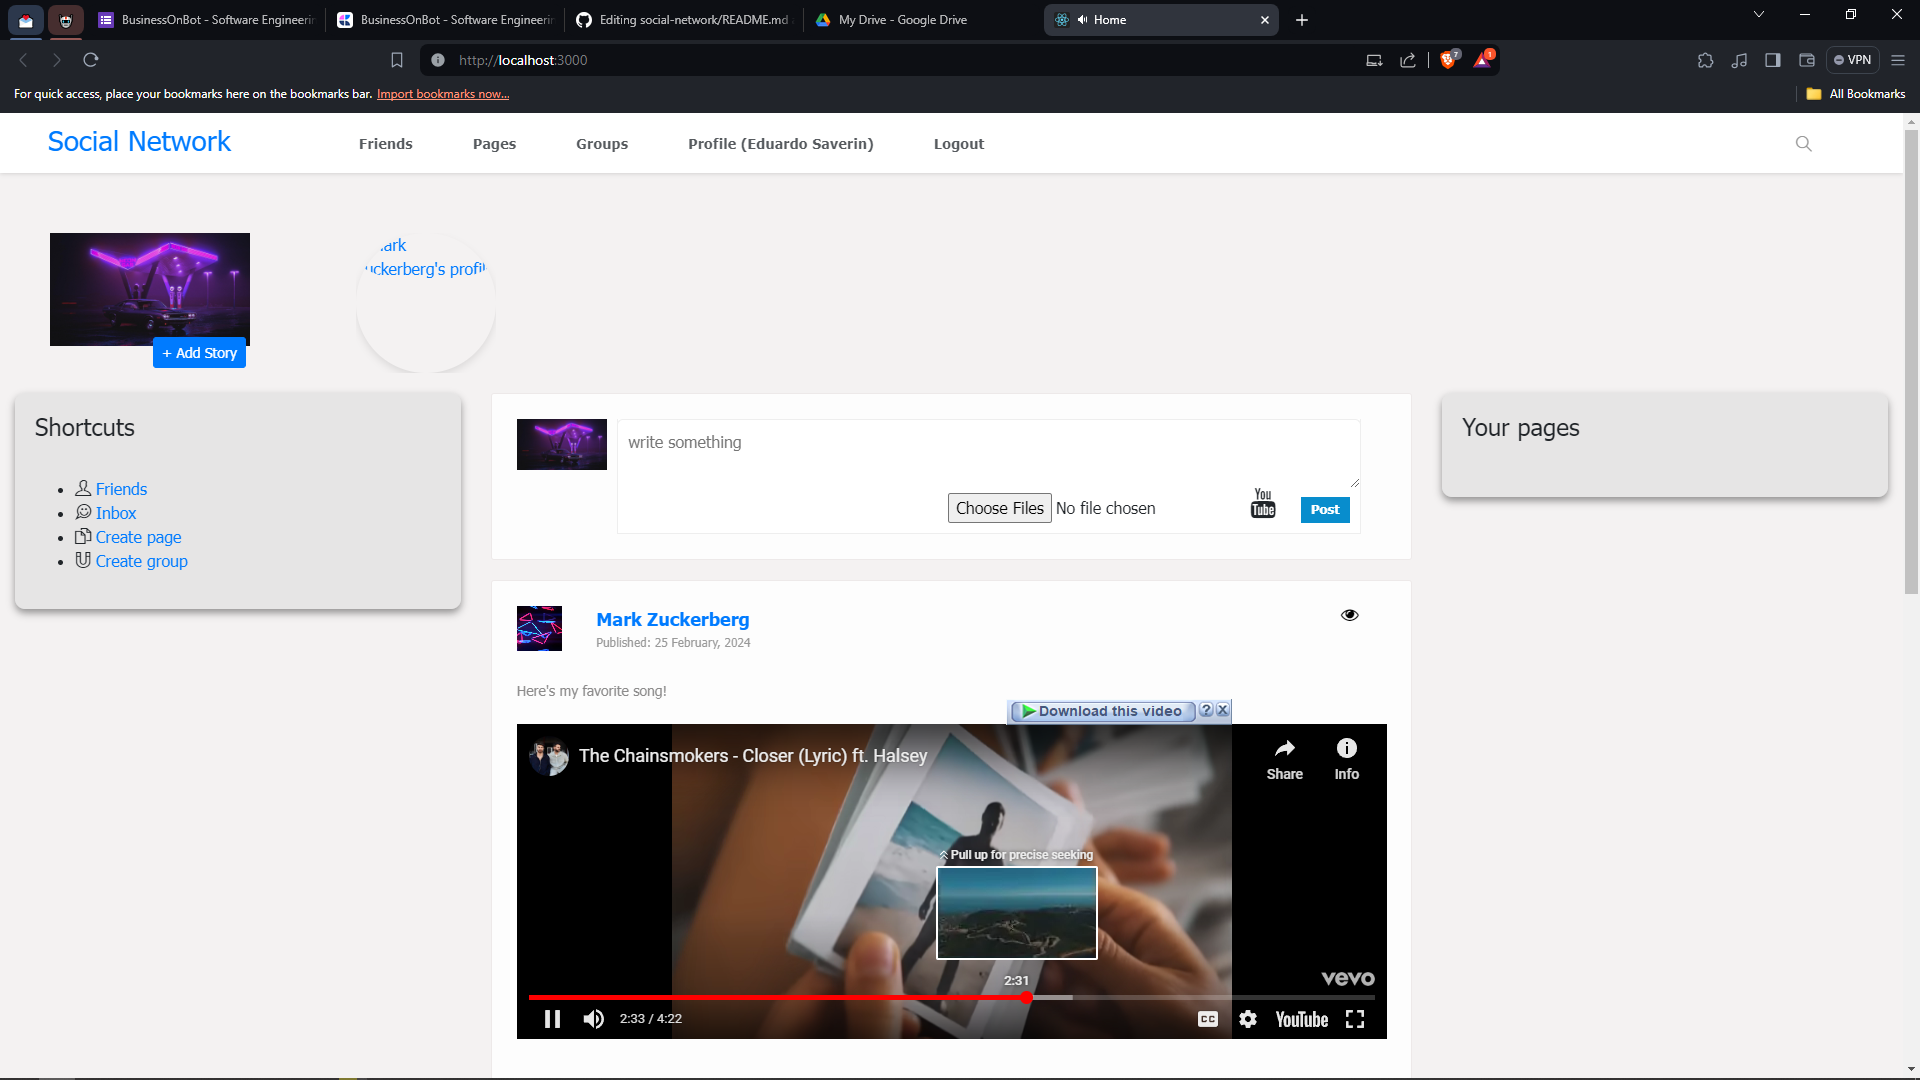 BusinessOnBot - Software Engineerin
BusinessOnBot - Software Engineerin
Editing social-network/README.md
My Drive - Google Drive
Home
http://localhost:3000
7
1
VPN
For quick access, place your bookmarks here on the bookmarks bar. Import bookmarks now...
All Bookmarks
Social Network
Friends
Pages
Groups
Profile (Eduardo Saverin)
Logout
+ Add Story
ark
uckerberg's profil
Shortcuts
Friends
Inbox
Create page
Create group
write something
Choose Files No file chosen
You
Tube
Post
Your pages
Mark Zuckerberg
Published: 25 February, 2024
Here's my favorite song!
Download this video
?
The Chainsmokers - Closer (Lyric) ft. Halsey
Share
Info
Pull up for precise seeking
2:31
vevo
2:33 / 4:22
CC
YouTube